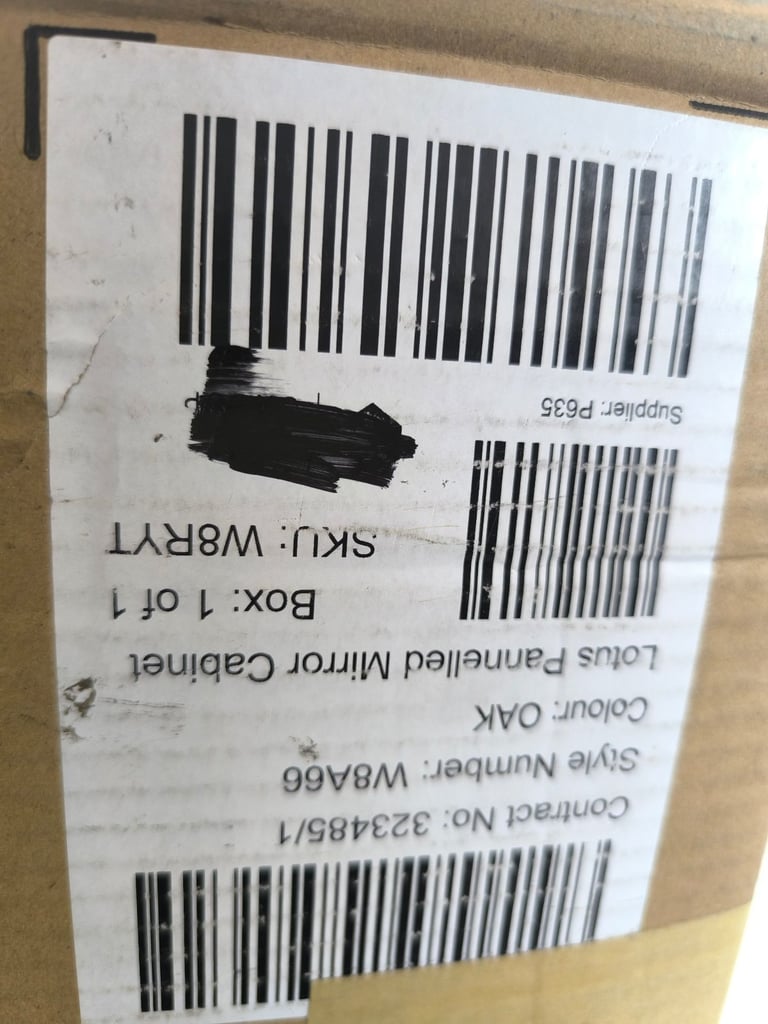 Contract No: 323485/1
Style Number: W8A66
Colour: OAK
Lotus Pannelled Mirror Cabinet
Box: 1 of 1
SKU: W8RYT
Supplier: P635